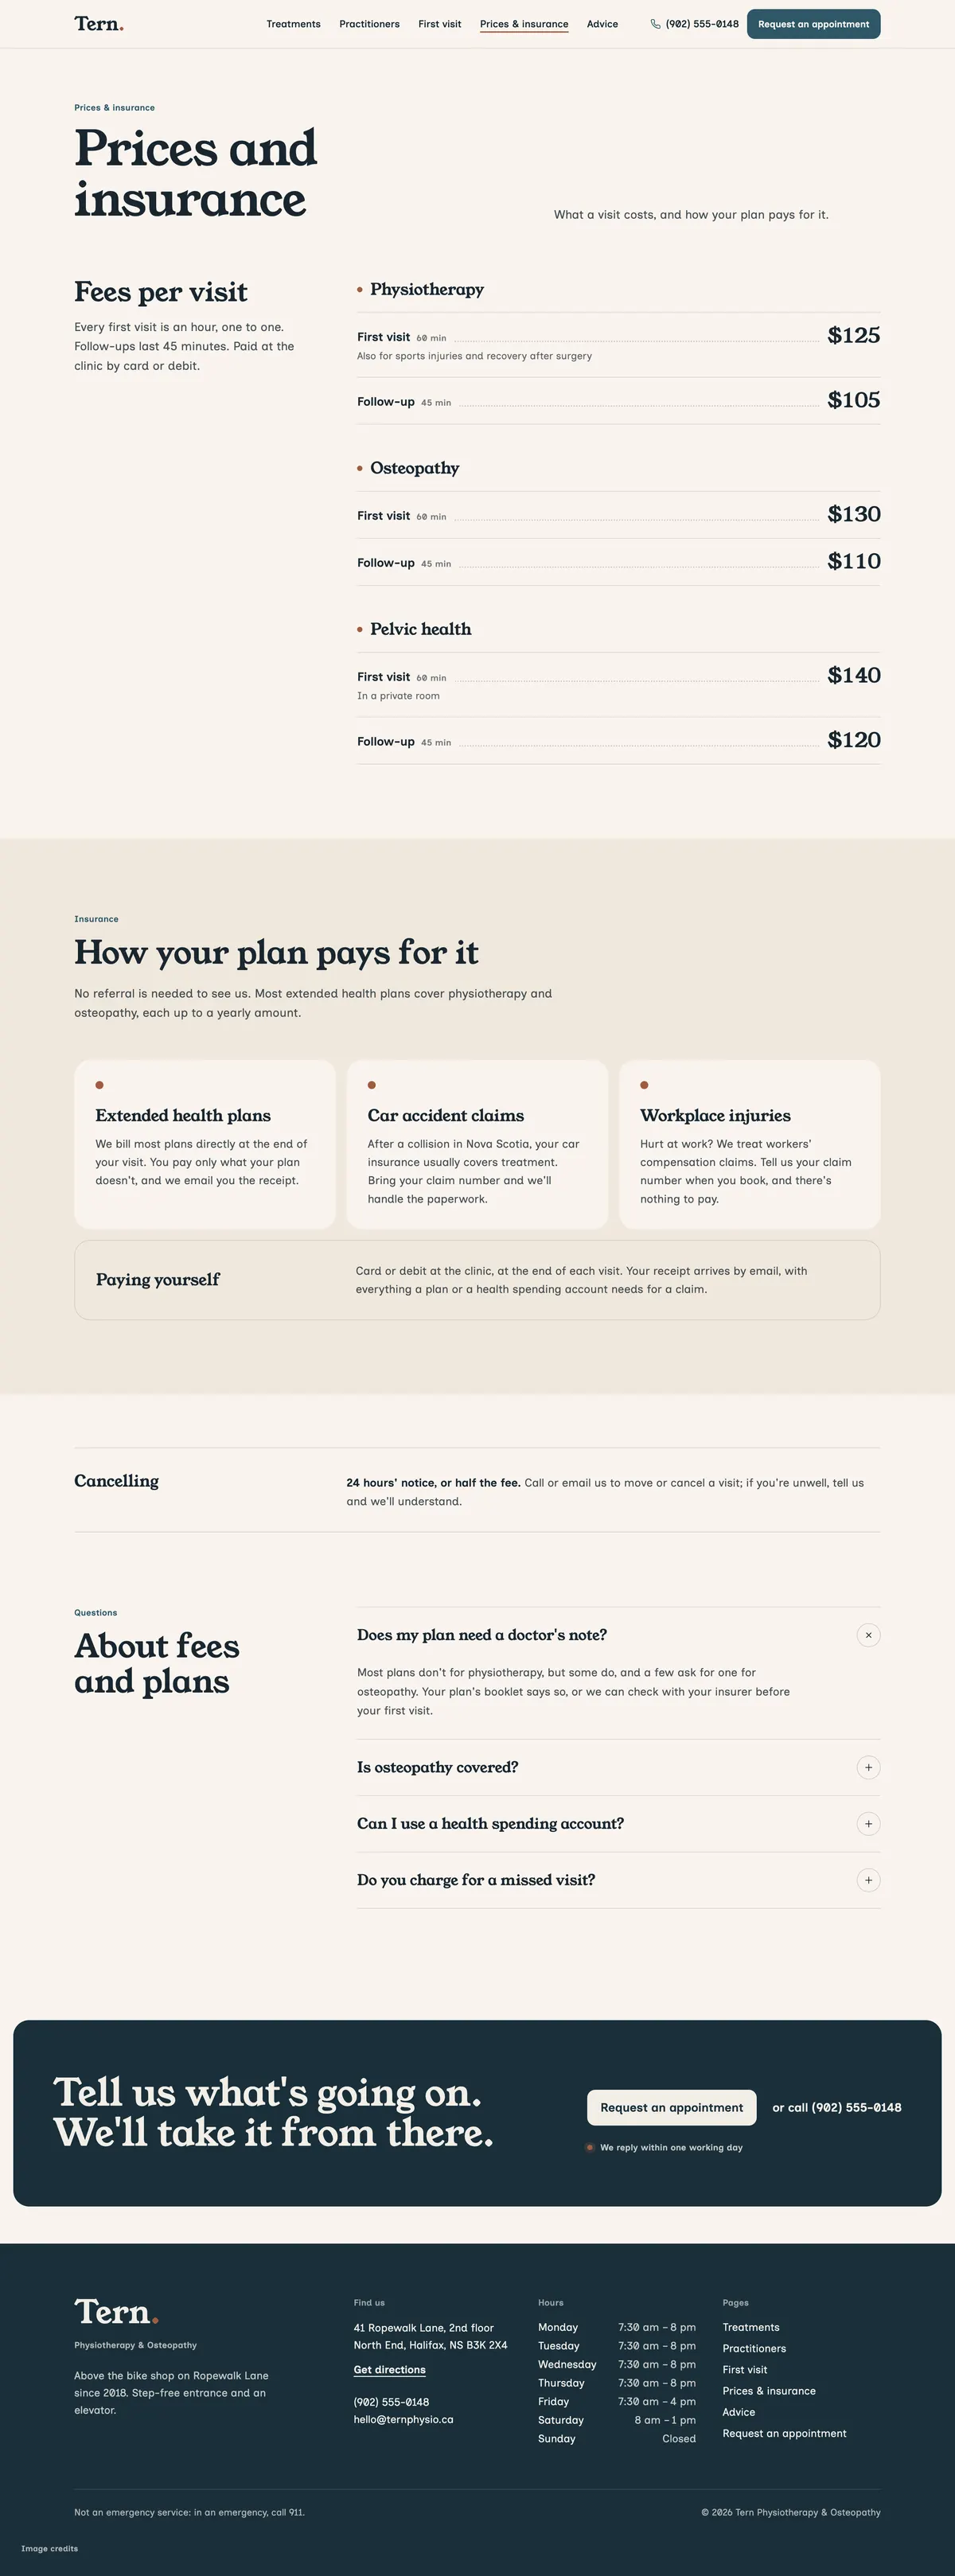 Tern.
Treatments
Practitioners
First visit
Prices & insurance
Advice
(902) 555-0148
Request an appointment
Prices & insurance
Prices and
insurance
What a visit costs, and how your plan pays for it.
Fees per visit
Every first visit is an hour, one to one.
Follow-ups last 45 minutes. Paid at the
clinic by card or debit.
Physiotherapy
First visit 60 min $125
Also for sports injuries and recovery after surgery
Follow-up 45 min $105
Osteopathy
First visit 60 min $130
Follow-up 45 min $110
Pelvic health
First visit 60 min $140
In a private room
Follow-up 45 min $120
Insurance
How your plan pays for it
No referral is needed to see us. Most extended health plans cover physiotherapy and
osteopathy, each up to a yearly amount.
Extended health plans
We bill most plans directly at the end of
your visit. You pay only what your plan
doesn't, and we email you the receipt.
Car accident claims
After a collision in Nova Scotia, your car
insurance usually covers treatment.
Bring your claim number and we'll
handle the paperwork.
Workplace injuries
Hurt at work? We treat workers'
compensation claims. Tell us your claim
number when you book, and there's
nothing to pay.
Paying yourself
Card or debit at the clinic, at the end of each visit. Your receipt arrives by email, with
everything a plan or a health spending account needs for a claim.
Cancelling
24 hours' notice, or half the fee. Call or email us to move or cancel a visit; if you're unwell, tell us
and we'll understand.
Questions
About fees
and plans
Does my plan need a doctor's note?
Most plans don't for physiotherapy, but some do, and a few ask for one for
osteopathy. Your plan's booklet says so, or we can check with your insurer before
your first visit.
Is osteopathy covered?
Can I use a health spending account?
Do you charge for a missed visit?
Tell us what's going on.
We'll take it from there.
Request an appointment
or call (902) 555-0148
We reply within one working day
Tern.
Physiotherapy & Osteopathy
Above the bike shop on Ropewalk Lane
since 2018. Step-free entrance and an
elevator.
Find us
41 Ropewalk Lane, 2nd floor
North End, Halifax, NS B3K 2X4
Get directions
(902) 555-0148
hello@ternphysio.ca
Hours
Monday 7:30 am – 8 pm
Tuesday 7:30 am – 8 pm
Wednesday 7:30 am – 8 pm
Thursday 7:30 am – 8 pm
Friday 7:30 am – 4 pm
Saturday 8 am – 1 pm
Sunday Closed
Pages
Treatments
Practitioners
First visit
Prices & insurance
Advice
Request an appointment
Not an emergency service: in an emergency, call 911.
© 2026 Tern Physiotherapy & Osteopathy
Image credits